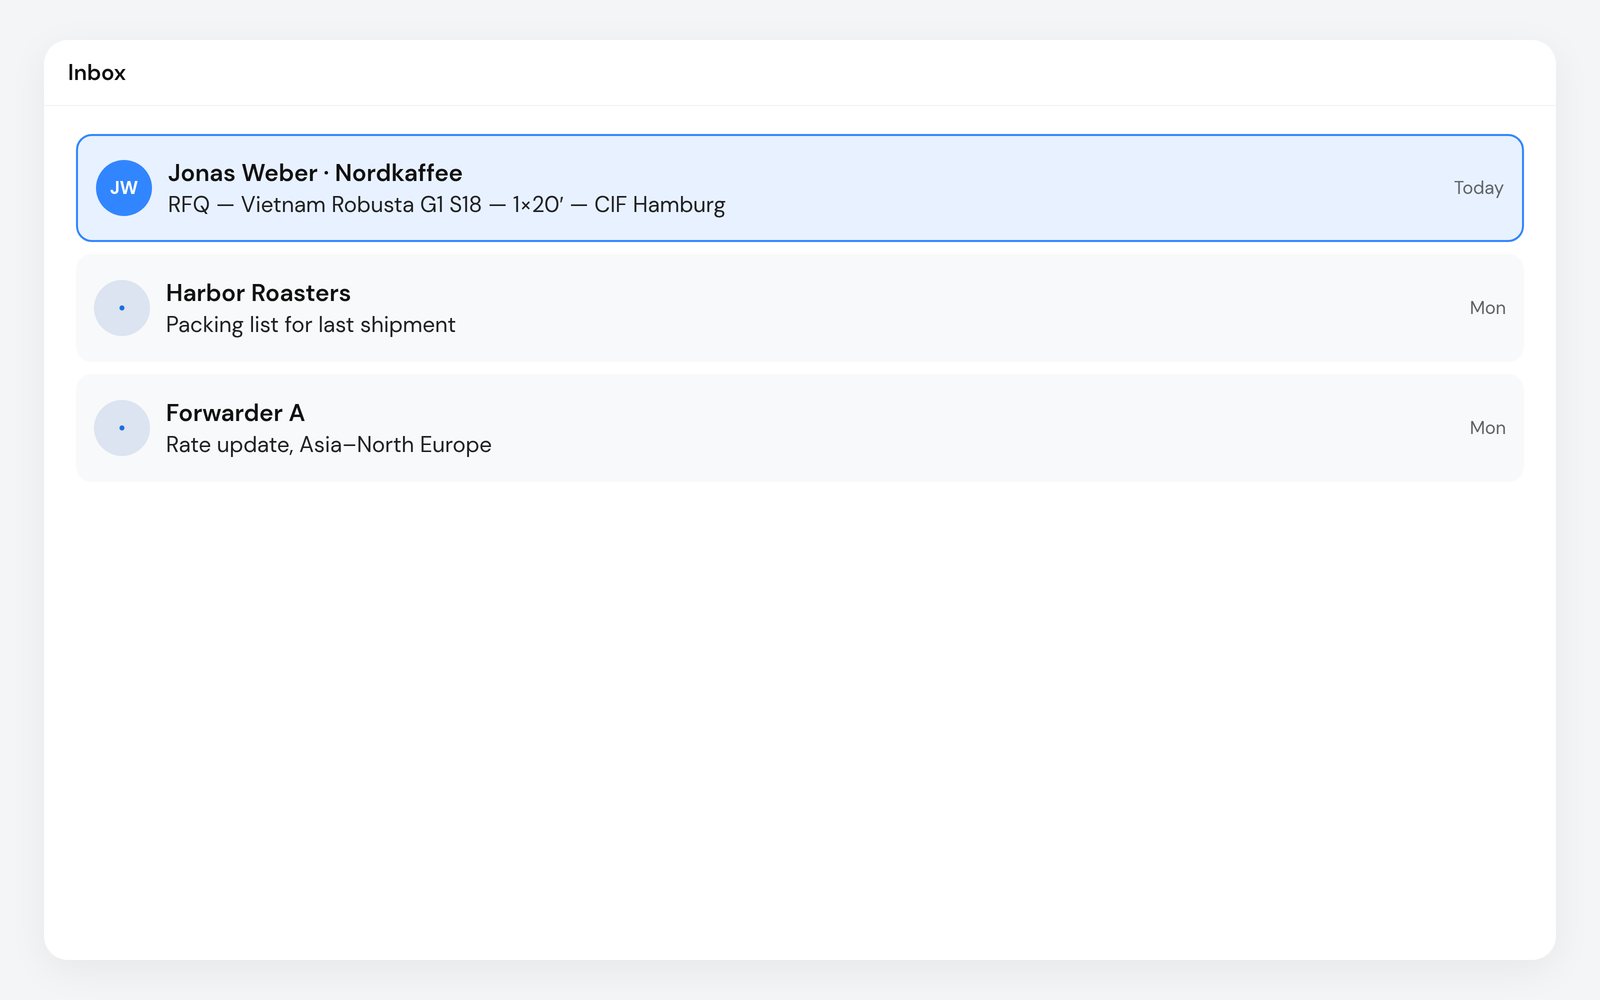 Inbox
JW
Jonas Weber · Nordkaffee
RFQ — Vietnam Robusta G1 S18 — 1×20′ — CIF Hamburg
Today
Harbor Roasters
Packing list for last shipment
Mon
Forwarder A
Rate update, Asia–North Europe
Mon